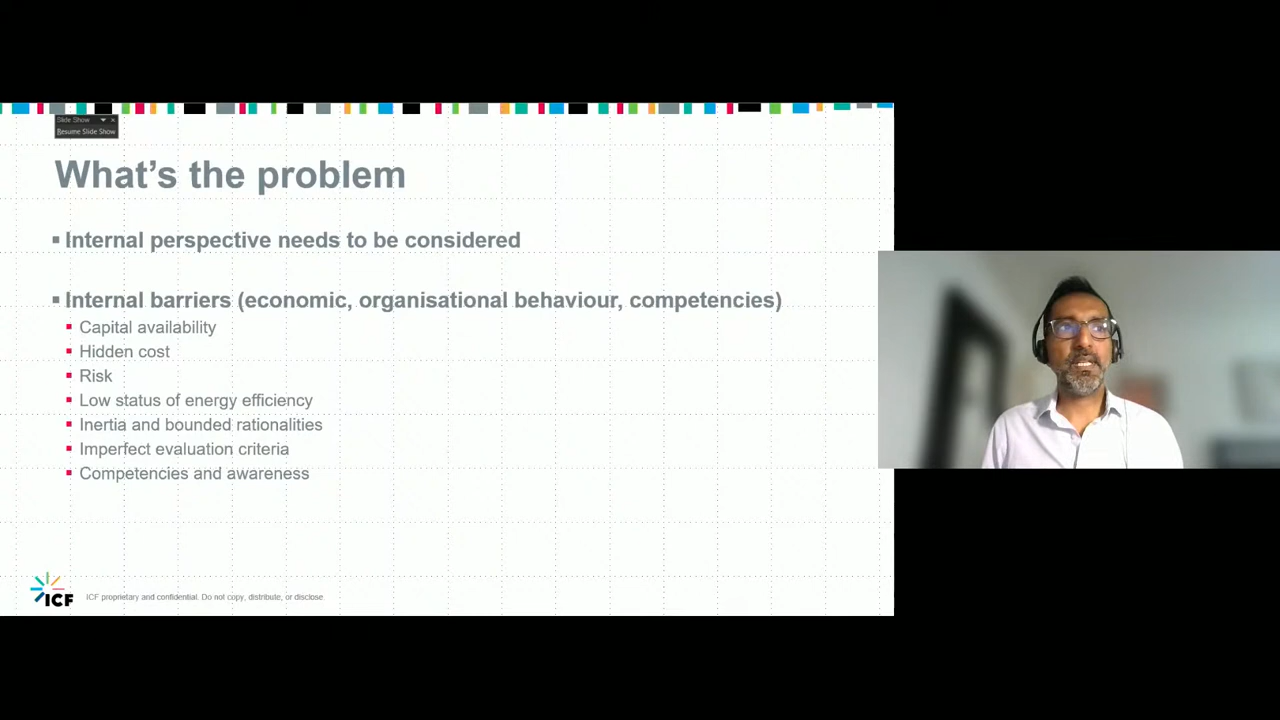 Slide Show
Resume Slide Show
What's the problem
Internal perspective needs to be considered
Internal barriers (economic, organisational behaviour, competencies)
Capital availability
Hidden cost
Risk
Low status of energy efficiency
Inertia and bounded rationalities
Imperfect evaluation criteria
Competencies and awareness
ICF
ICF proprietary and confidential. Do not copy, distribute, or disclose.